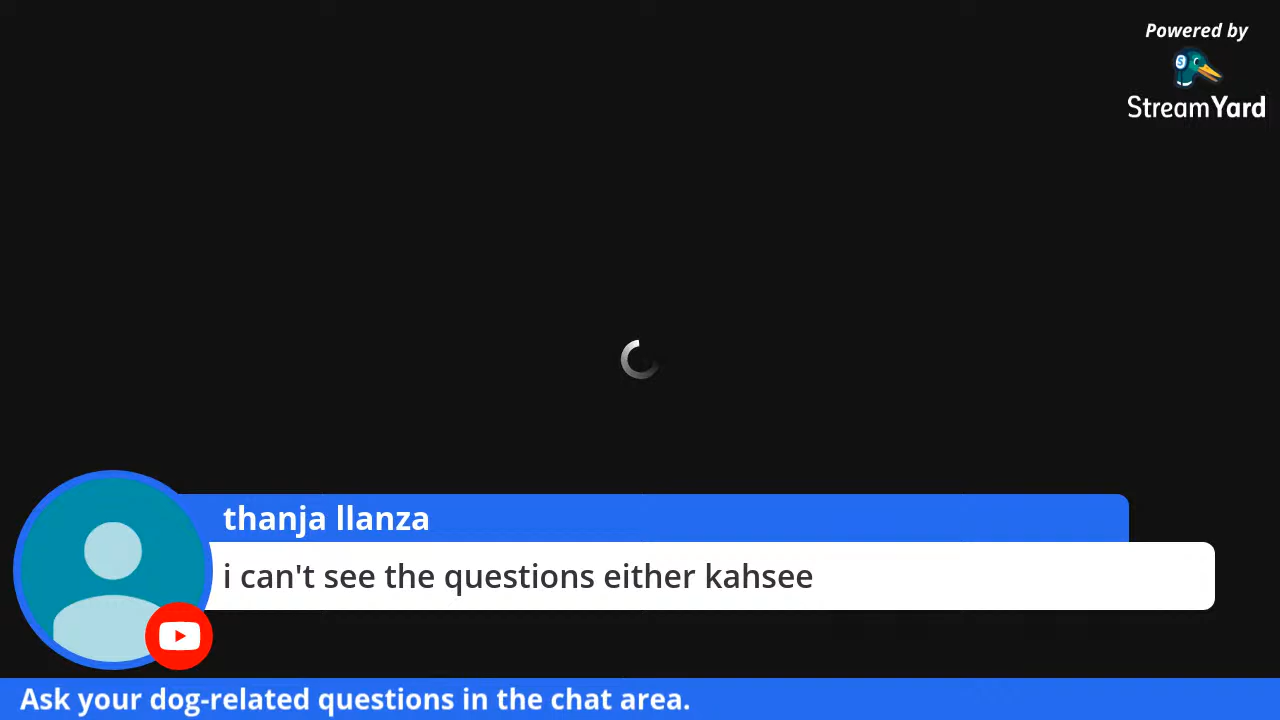 Powered by
StreamYard
thanja llanza
i can't see the questions either kahsee
Ask your dog-related questions in the chat area.